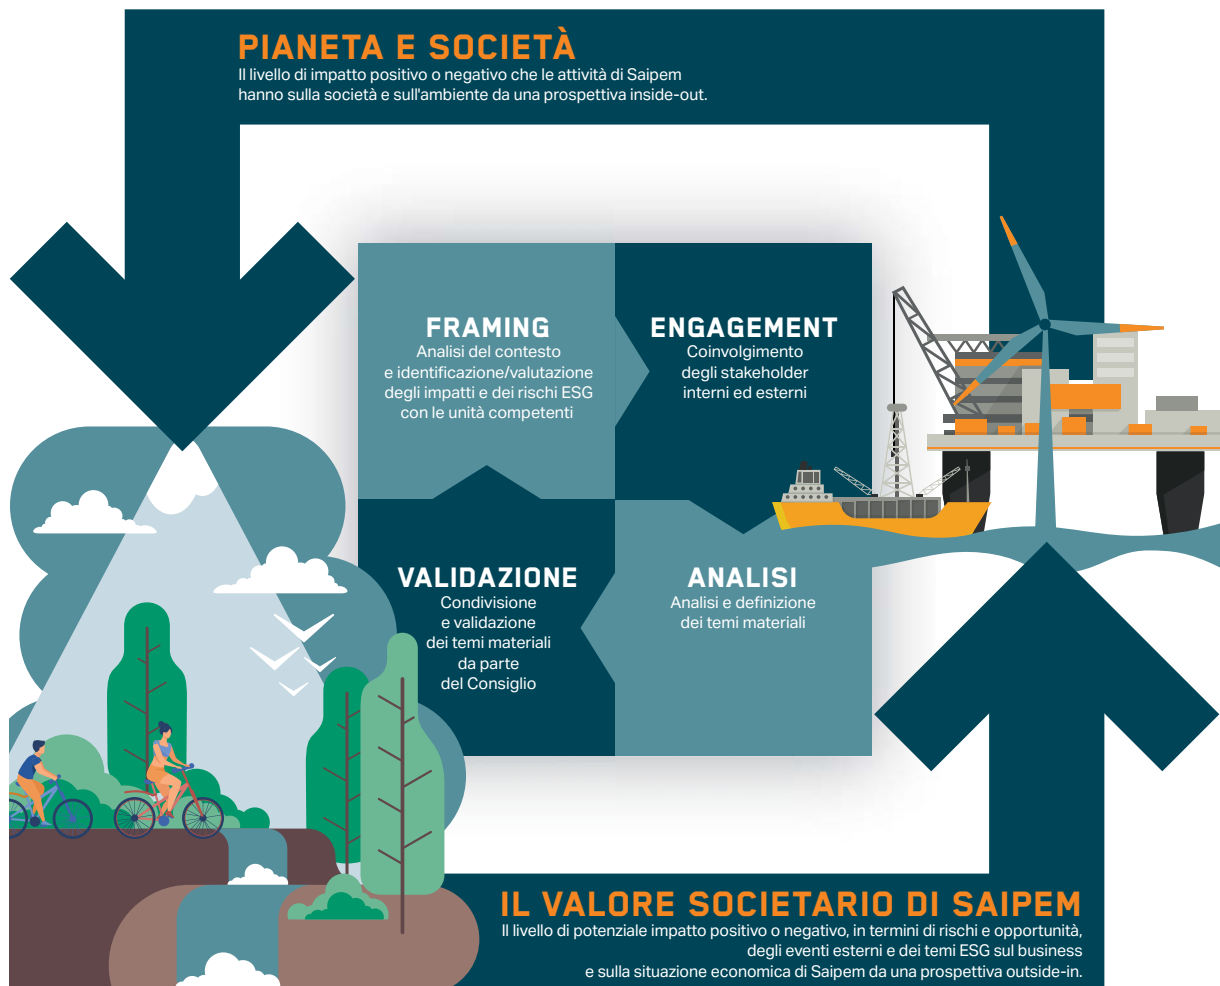 PIANETA E SOCIETÀ
Il livello di impatto positivo o negativo che le attività di Saipem
hanno sulla società e sull'ambiente da una prospettiva inside-out.
FRAMING
Analisi del contesto
e identificazione/valutazione
degli impatti e dei rischi ESG
con le unità competenti
ENGAGEMENT
Coinvolgimento
degli stakeholder
interni ed esterni
VALIDAZIONE
Condivisione
e validazione
dei temi materiali
da parte
del Consiglio
ANALISI
Analisi e definizione
dei temi materiali
IL VALORE SOCIETARIO DI SAIPEM
Il livello di potenziale impatto positivo o negativo, in termini di rischi e opportunità,
degli eventi esterni e dei temi ESG sul business
e sulla situazione economica di Saipem da una prospettiva outside-in.